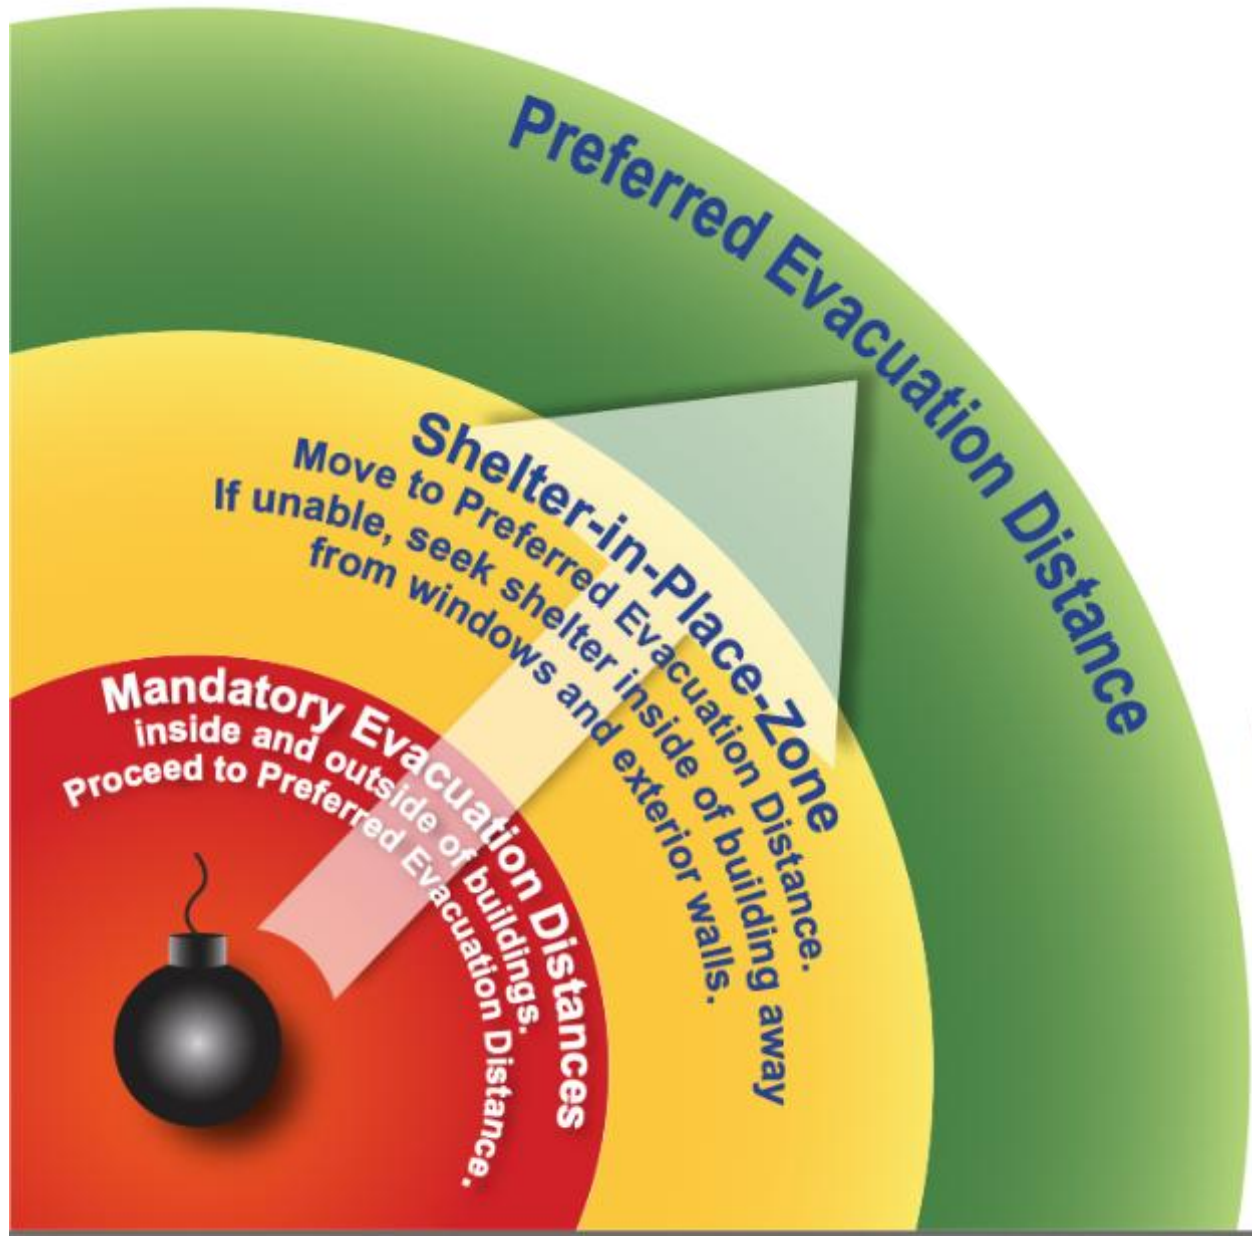 Preferred Evacuation Distance
Shelter-in-Place-Zone
Move to Preferred Evacuation Distance.
If unable, seek shelter inside of building away
from windows and exterior walls.
Mandatory Evacuation Distances
inside and outside of buildings.
Proceed to Preferred Evacuation Distance.